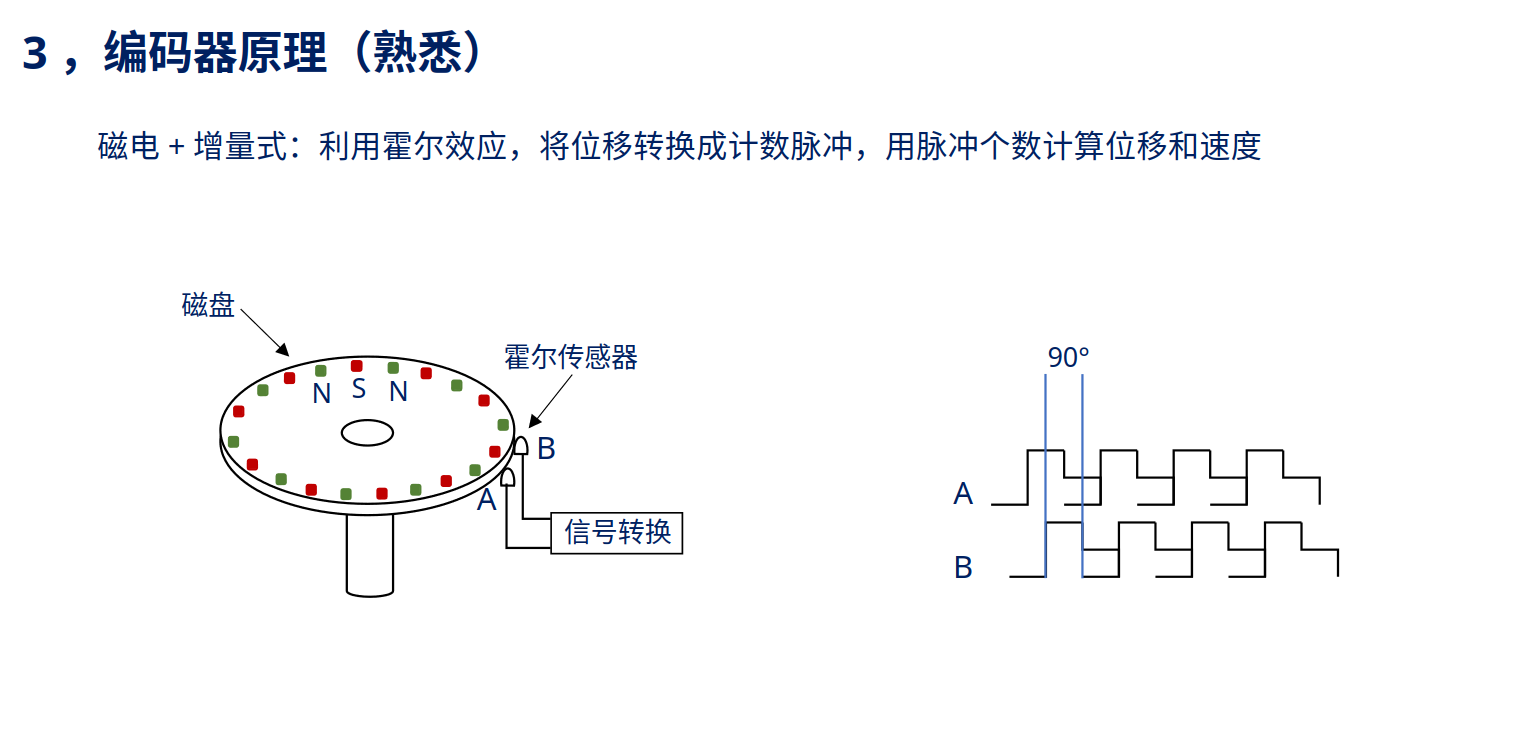 3，编码器原理（熟悉）
磁电 + 增量式：利用霍尔效应，将位移转换成计数脉冲，用脉冲个数计算位移和速度
磁盘
霍尔传感器
90°
N S N
B
A
信号转换
A
B